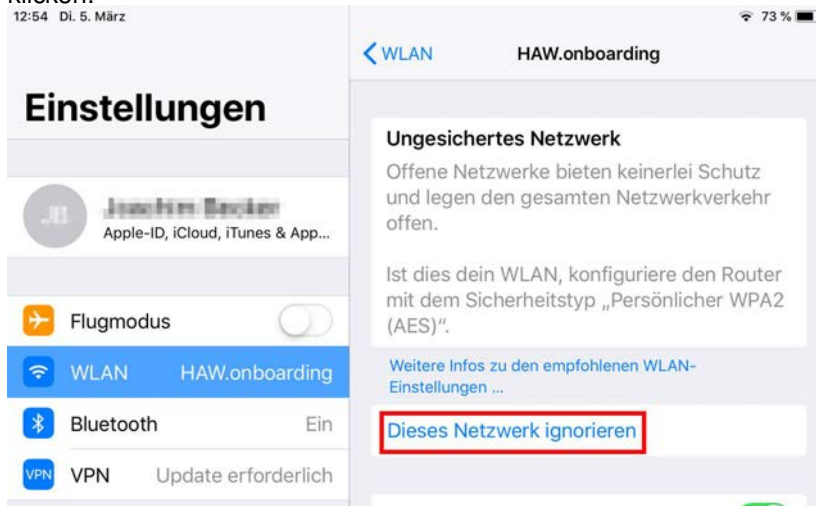 12:54 Di. 5. März
73 %
WLAN
HAW.onboarding
Einstellungen
Ungesichertes Netzwerk
Offene Netzwerke bieten keinerlei Schutz
und legen den gesamten Netzwerkverkehr
offen.
Ist dies dein WLAN, konfiguriere den Router
mit dem Sicherheitstyp „Persönlicher WPA2
(AES)“.
Weitere Infos zu den empfohlenen WLAN-
Einstellungen ...
Dieses Netzwerk ignorieren
Apple-ID, iCloud, iTunes & App...
Flugmodus
WLAN HAW.onboarding
Bluetooth Ein
VPN VPN Update erforderlich